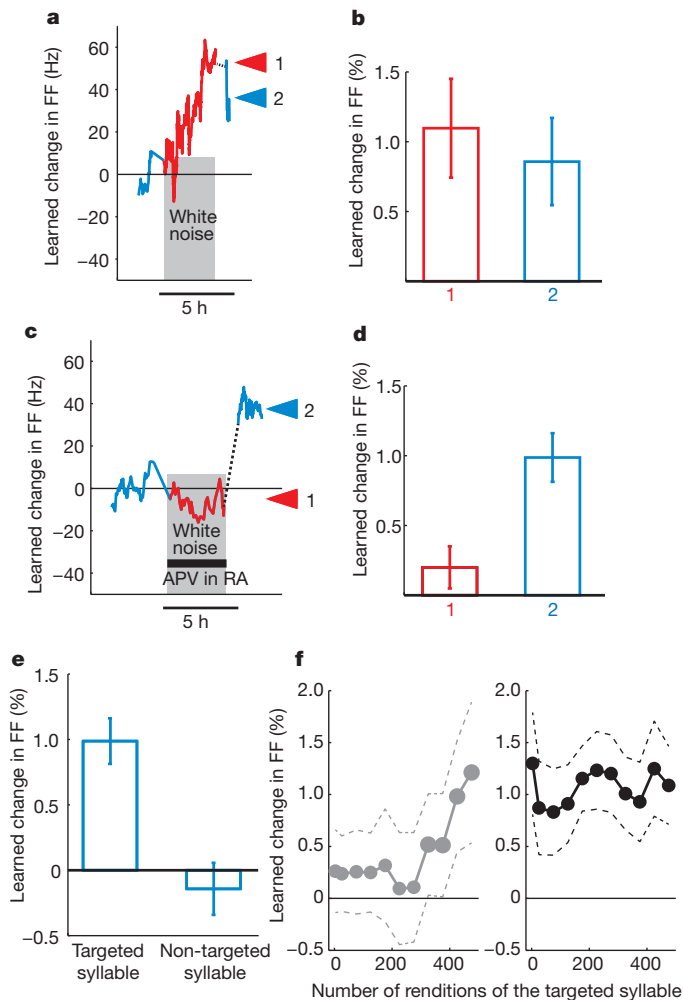 a
Learned change in FF (Hz)
60
40
20
0
−20
−40
White
noise
1
2
5 h
b
Learned change in FF (%)
1.5
1.0
0.5
1
2
c
Learned change in FF (Hz)
60
40
20
0
−20
−40
White
noise
APV in RA
2
1
5 h
d
Learned change in FF (%)
1.5
1.0
0.5
1
2
e
Learned change in FF (%)
1.5
1.0
0.5
0
−0.5
Targeted
syllable
Non-targeted
syllable
f
Learned change in FF (%)
2.0
1.5
1.0
0.5
0
−0.5
0
200
400
2.0
1.5
1.0
0.5
0
−0.5
0
200
400
Number of renditions of the targeted syllable